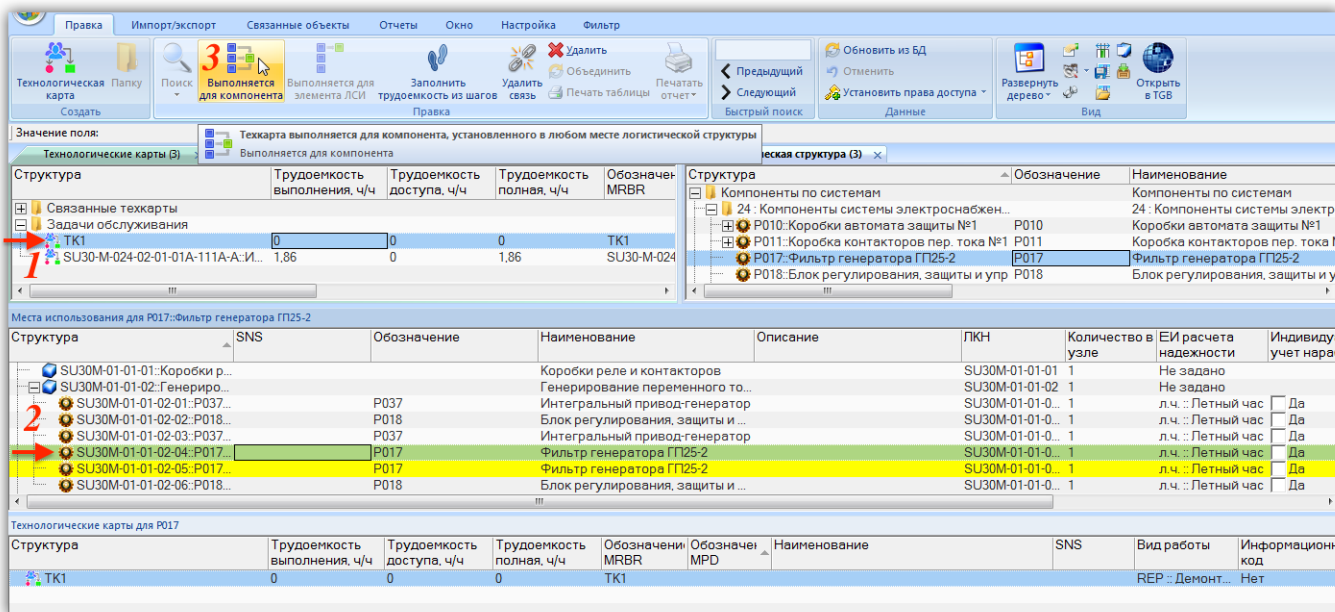 Правка Импорт/экспорт Связанные объекты Отчеты Окно Настройка Фильтр
3
Технологическая карта
Папку
Поиск
Выполняется для компонента
Выполняется для элемента ЛСИ
Заполнить трудоемкость из шагов
Удалить связь
Удалить
Объединить
Печать таблицы
Печатать отчет
Предыдущий
Следующий
Обновить из БД
Отменить
Установить права доступа
Развернуть дерево
Открыть в TGB
Создать Правка Быстрый поиск Данные Вид
Значение поля:
Техкарта выполняется для компонента, установленного в любом месте логистической структуры
Выполняется для компонента
Технологические карты (3)
ческая структура (3)
Структура Трудоемкость выполнения, ч/ч Трудоемкость доступа, ч/ч Трудоемкость полная, ч/ч Обозначен MRBR
Связанные техкарты
Задачи обслуживания
ТК1 0 0 0 ТК1
1
SU30-M-024-02-01-01A-111A-A::И... 1,86 0 1,86 SU30-M-024
Структура Обозначение Наименование
Компоненты по системам Компоненты по системам
24 : Компоненты системы электроснабжен... 24 : Компоненты системы электр
P010::Коробки автомата защиты №1 P010 Коробки автомата защиты №1
P011::Коробка контакторов пер. тока №1 P011 Коробка контакторов пер. тока
P017::Фильтр генератора ГП25-2 P017 Фильтр генератора ГП25-2
P018::Блок регулирования, защиты и упр P018 Блок регулирования, защиты и у
Места использования для P017::Фильтр генератора ГП25-2
Структура SNS Обозначение Наименование Описание ЛКН Количество в узле ЕИ расчета надежности Индивиду учет нара
SU30M-01-01-01::Коробки р... Коробки реле и контакторов SU30M-01-01-01 1 Не задано
SU30M-01-01-02::Генериро... Генерирование переменного то... SU30M-01-01-02 1 Не задано
SU30M-01-01-02-01::P037... P037 Интегральный привод-генератор SU30M-01-01-0... 1 л.ч. :: Летный час Да
2
SU30M-01-01-02-02::P018... P018 Блок регулирования, защиты и ... SU30M-01-01-0... 1 л.ч. :: Летный час Да
SU30M-01-01-02-03::P037... P037 Интегральный привод-генератор SU30M-01-01-0... 1 л.ч. :: Летный час Да
SU30M-01-01-02-04::P017... P017 Фильтр генератора ГП25-2 SU30M-01-01-0... 1 л.ч. :: Летный час Да
SU30M-01-01-02-05::P017... P017 Фильтр генератора ГП25-2 SU30M-01-01-0... 1 л.ч. :: Летный час Да
SU30M-01-01-02-06::P018... P018 Блок регулирования, защиты и ... SU30M-01-01-0... 1 л.ч. :: Летный час Да
Технологические карты для P017
Структура Трудоемкость выполнения, ч/ч Трудоемкость доступа, ч/ч Трудоемкость полная, ч/ч Обозначени MRBR Обозначе MPD Наименование SNS Вид работы Информационн код
ТК1 0 0 0 ТК1 REP :: Демонт... Нет